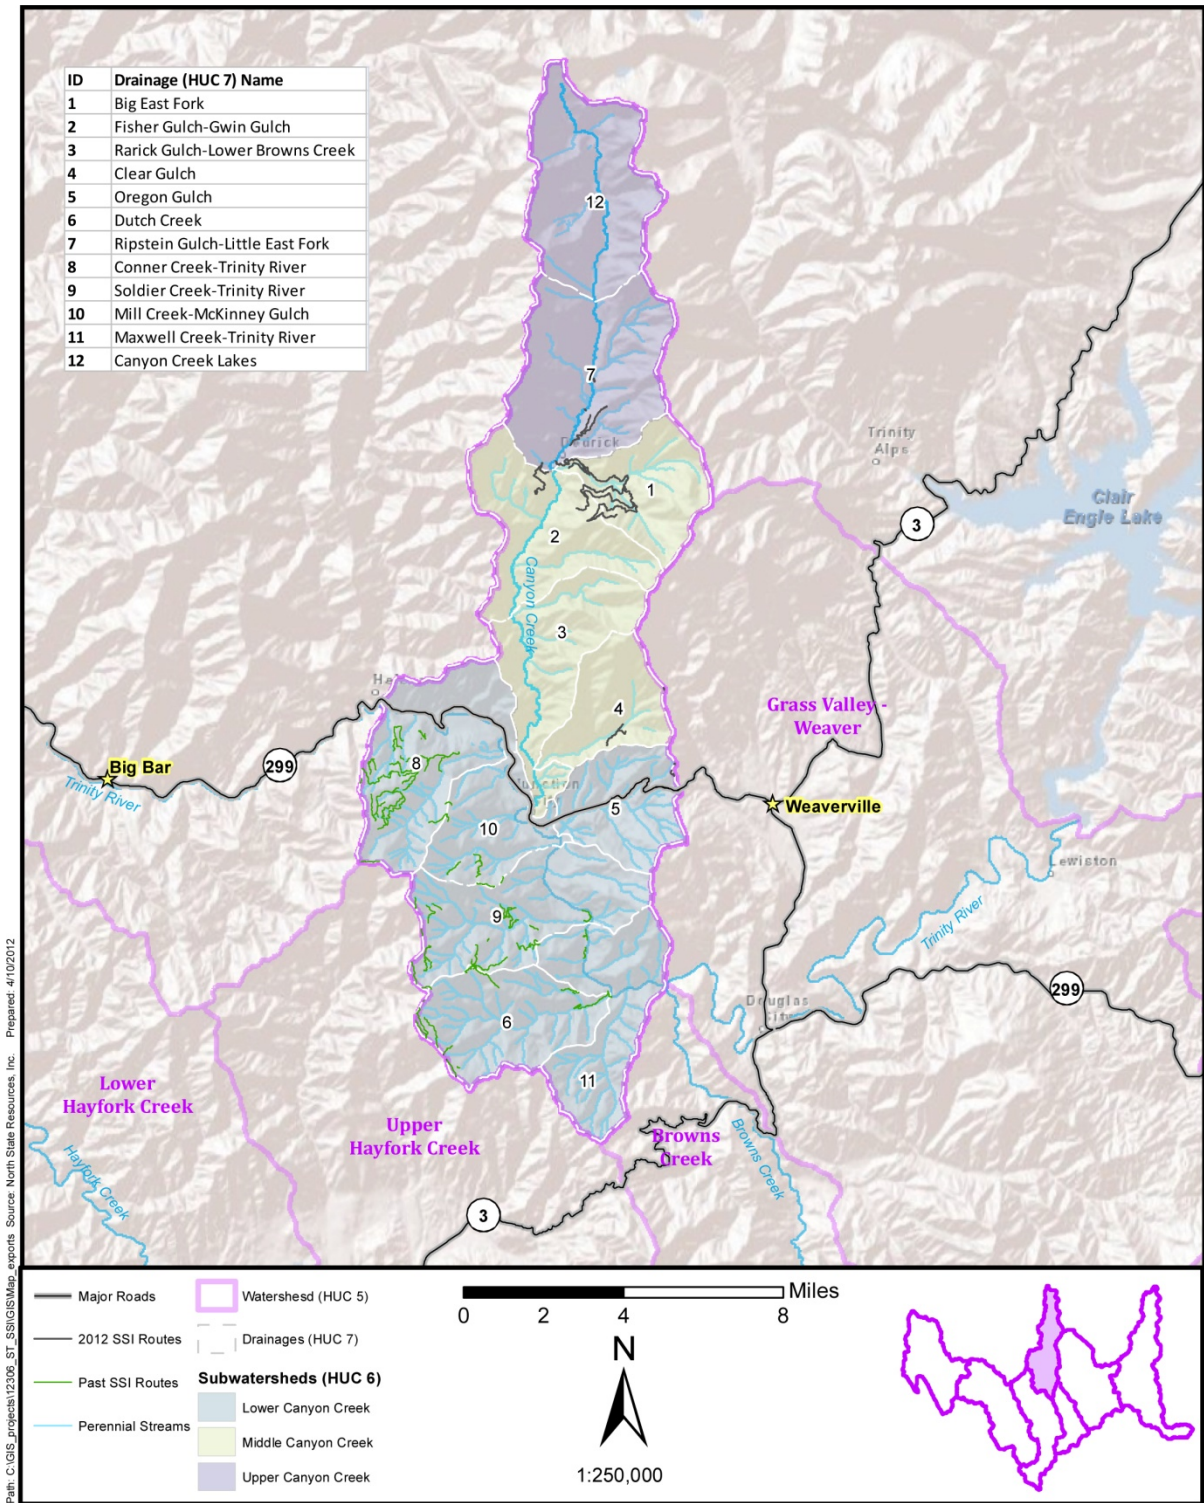 ID Drainage (HUC 7) Name
1 Big East Fork
2 Fisher Gulch-Gwin Gulch
3 Rarick Gulch-Lower Browns Creek
4 Clear Gulch
5 Oregon Gulch
6 Dutch Creek
7 Ripstein Gulch-Little East Fork
8 Conner Creek-Trinity River
9 Soldier Creek-Trinity River
10 Mill Creek-McKinney Gulch
11 Maxwell Creek-Trinity River
12 Canyon Creek Lakes
12
7
Dedrick
Trinity
Alps
1
Clair
Engle Lake
3
2
Canyon Creek
3
4
Grass Valley -
Weaver
Big Bar
299
Trinity River
8
Junction
5
Weaverville
10
Lewiston
9
Trinity River
299
Douglas
City
6
11
Lower
Hayfork Creek
Upper
Hayfork Creek
Browns
Creek
Browns Creek
Hayfork Creek
3
Path: C:\GIS_projects\12306_ST_SSI\GIS\Map_exports Source: North State Resources, Inc. Prepared: 4/10/2012
Major Roads
2012 SSI Routes
Past SSI Routes
Perennial Streams
Watershesd (HUC 5)
Drainages (HUC 7)
Subwatersheds (HUC 6)
Lower Canyon Creek
Middle Canyon Creek
Upper Canyon Creek
Miles
0 2 4 8
N
1:250,000